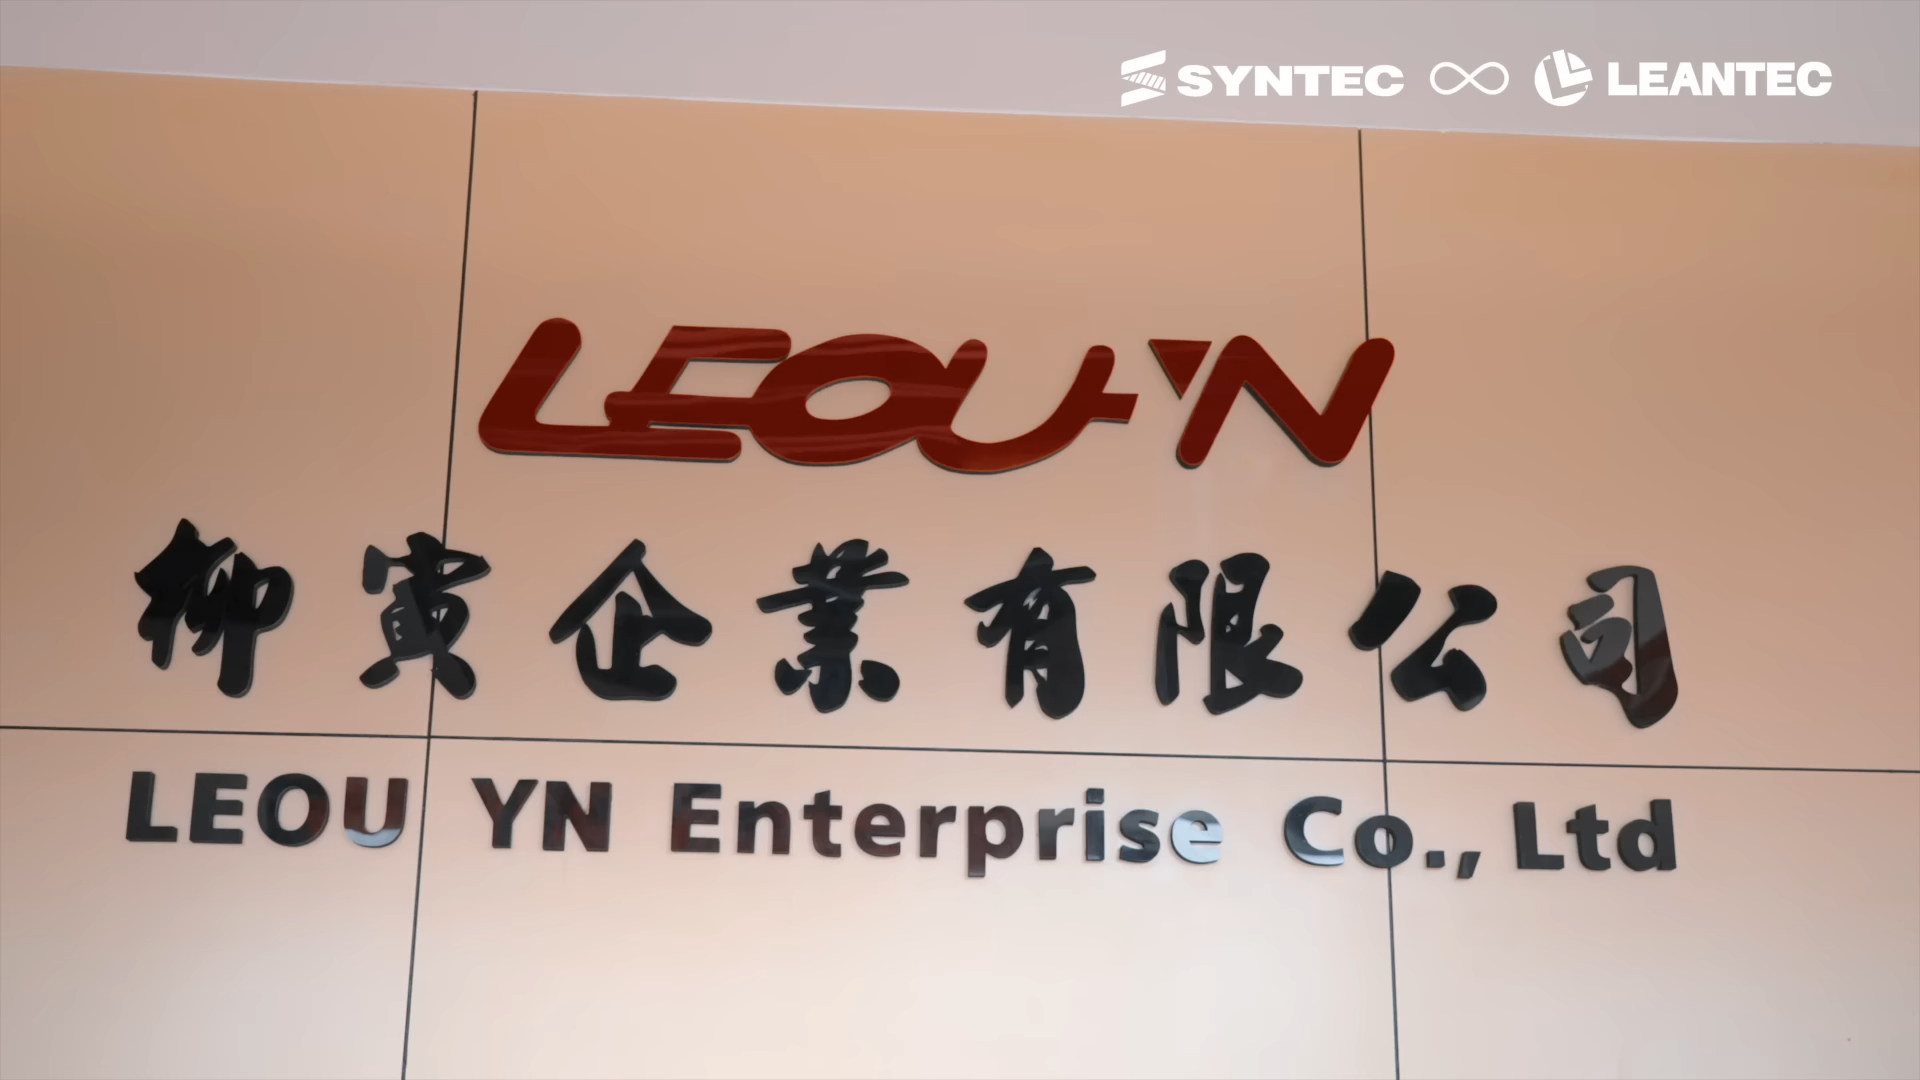 SYNTEC LEANTEC
LEOU YN
柳寅企業有限公司
LEOU YN Enterprise Co., Ltd